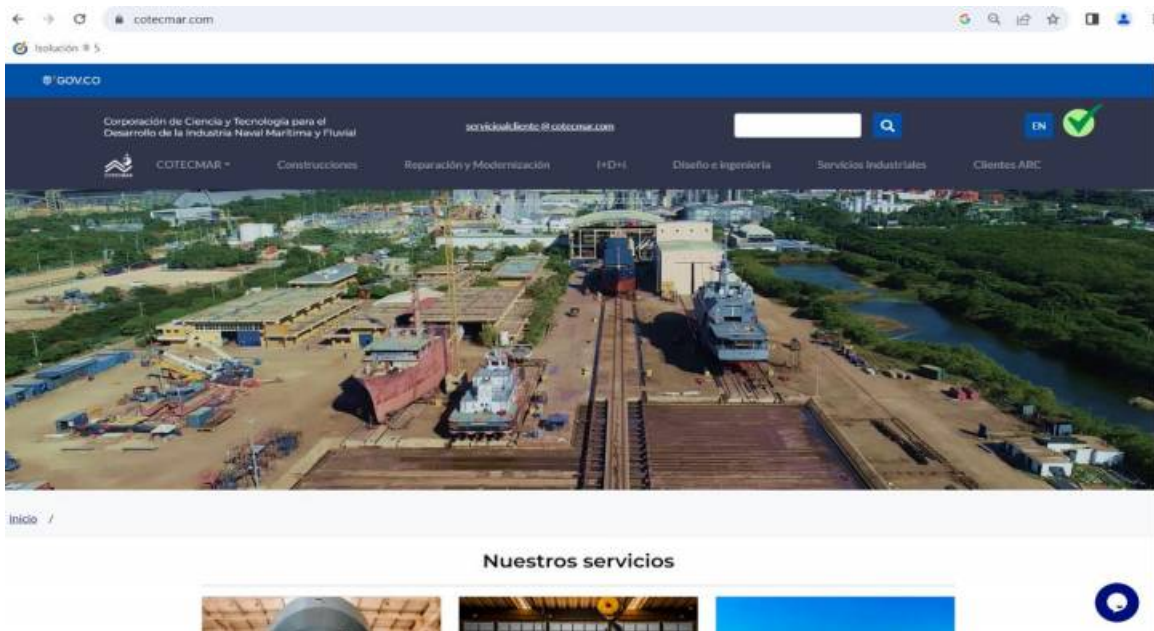 cotecmar.com
Isolución ® 5
GOV.CO
Corporación de Ciencia y Tecnología para el
Desarrollo de la Industria Naval Marítima y Fluvial
servicioalcliente@cotecmar.com
EN
COTECMAR
Construcciones
Reparación y Modernización
I+D+i
Diseño e ingeniería
Servicios Industriales
Clientes ARC
Inicio /
Nuestros servicios